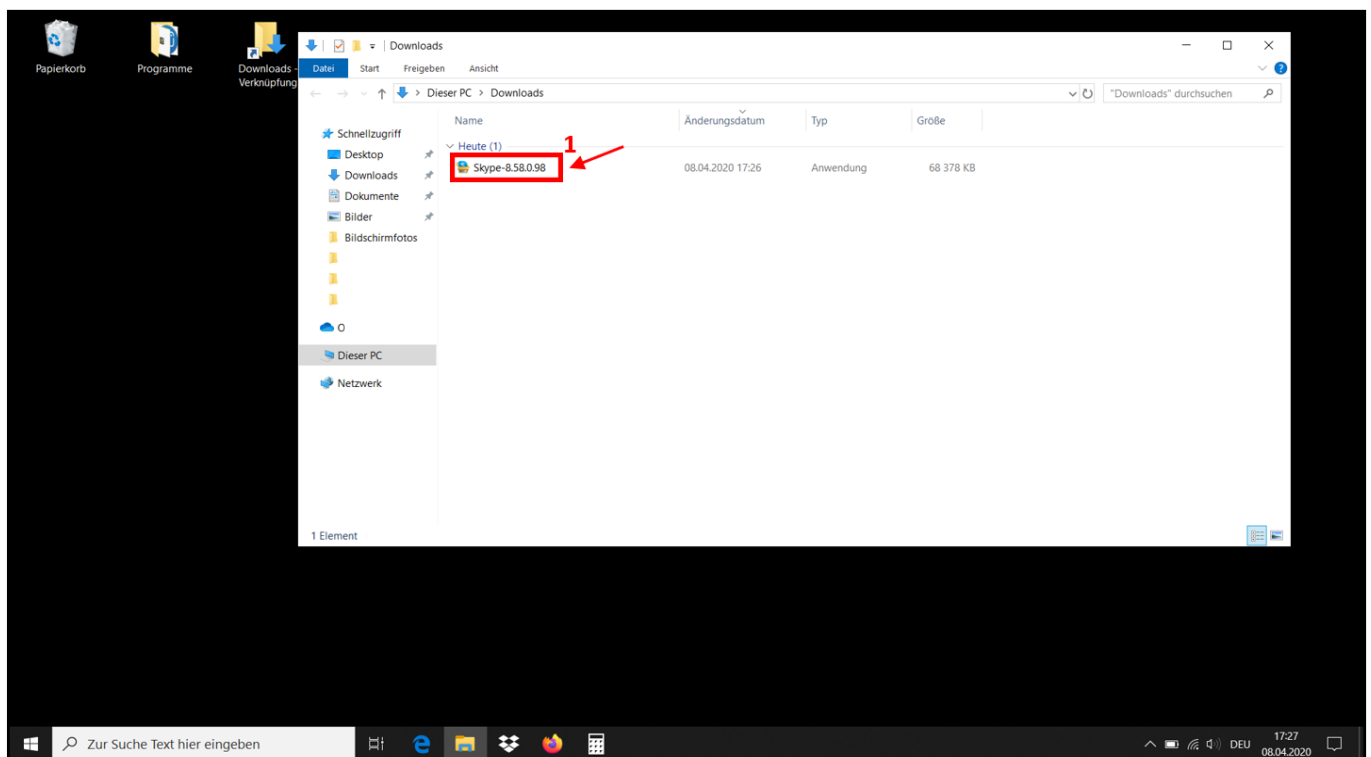 Papierkorb
Programme
Downloads -
Verknüpfung
Downloads
Datei Start Freigeben Ansicht
Dieser PC > Downloads
"Downloads" durchsuchen
Name Änderungsdatum Typ Größe
Schnellzugriff
Desktop
Downloads
Dokumente
Bilder
Bildschirmfotos
O
Dieser PC
Netzwerk
Heute (1)
1
Skype-8.58.0.98 08.04.2020 17:26 Anwendung 68 378 KB
1 Element
Zur Suche Text hier eingeben
DEU
17:27
08.04.2020